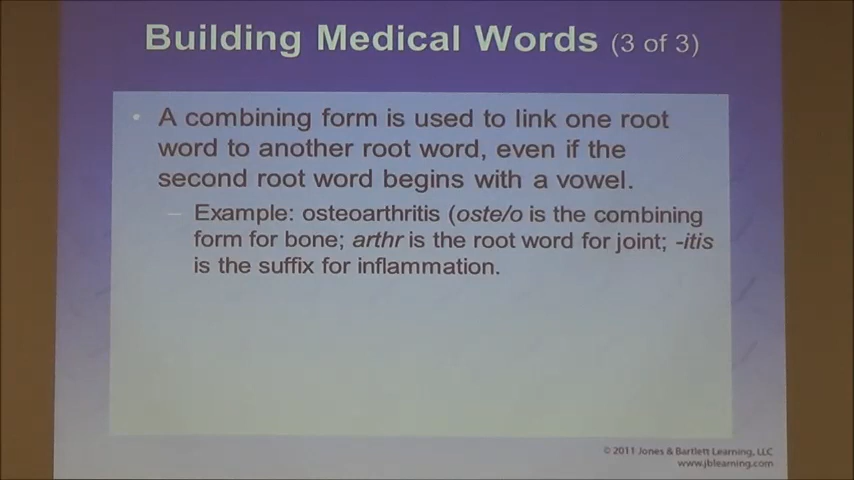 Building Medical Words (3 of 3)
• A combining form is used to link one root
word to another root word, even if the
second root word begins with a vowel.
– Example: osteoarthritis (oste/o is the combining
form for bone; arthr is the root word for joint; -itis
is the suffix for inflammation.
© 2011 Jones & Bartlett Learning, LLC
www.jblearning.com